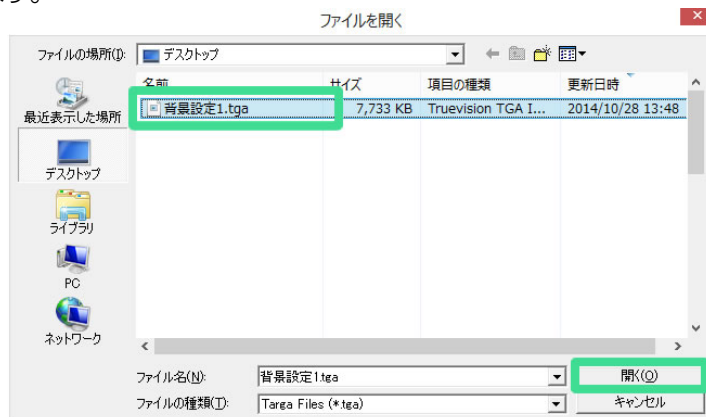 す。
ファイルを開く
ファイルの場所(I):
デスクトップ
名前 サイズ 項目の種類 更新日時
背景設定1.tga 7,733 KB Truevision TGA I... 2014/10/28 13:48
最近表示した場所
デスクトップ
ライブラリ
PC
ネットワーク
ファイル名(N): 背景設定1.tga 開く(O)
ファイルの種類(T): Targa Files (*.tga) キャンセル